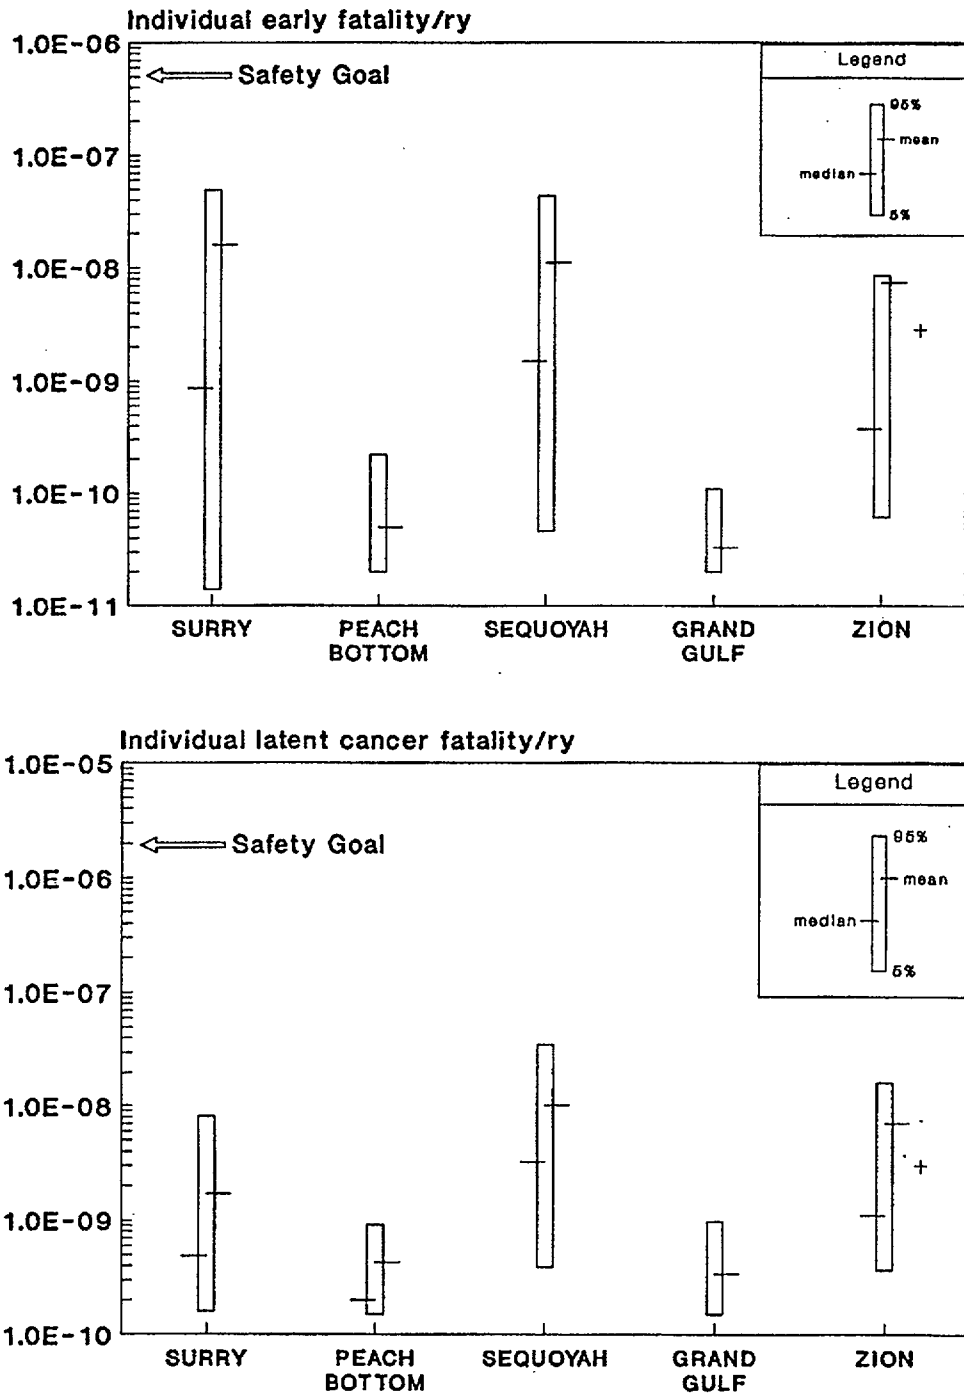 Individual early fatality/ry
1.0E-06
Safety Goal
1.0E-07
1.0E-08
1.0E-09
1.0E-10
1.0E-11
Legend
95%
mean
median
5%
+
SURRY
PEACH
BOTTOM
SEQUOYAH
GRAND
GULF
ZION
Individual latent cancer fatality/ry
1.0E-05
Safety Goal
1.0E-06
1.0E-07
1.0E-08
1.0E-09
1.0E-10
Legend
95%
mean
median
5%
+
SURRY
PEACH
BOTTOM
SEQUOYAH
GRAND
GULF
ZION